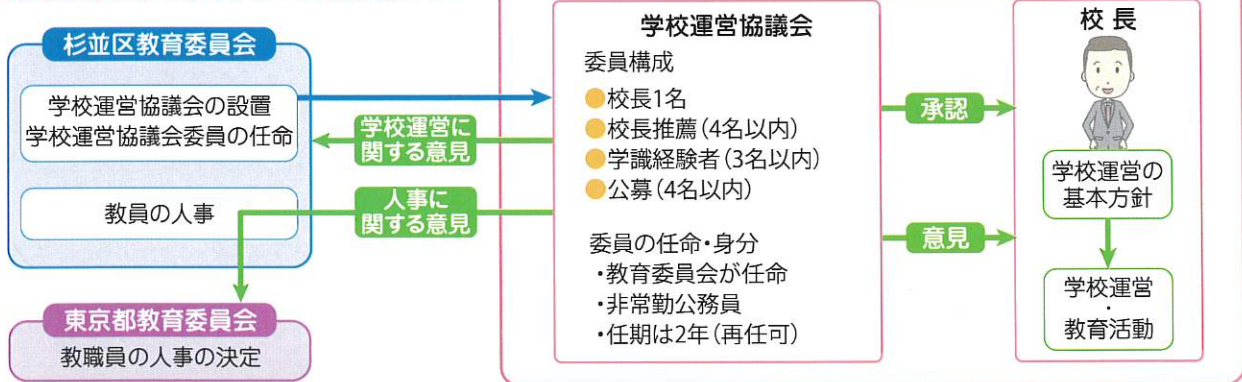 杉並区教育委員会
学校運営協議会の設置
学校運営協議会委員の任命
教員の人事
東京都教育委員会
教職員の人事の決定
学校運営に
関する意見
人事に
関する意見
学校運営協議会
委員構成
●校長1名
●校長推薦(4名以内)
●学識経験者(3名以内)
●公募(4名以内)
委員の任命・身分
・教育委員会が任命
・非常勤公務員
・任期は2年(再任可)
承認
意見
校長
学校運営の
基本方針
学校運営
・
教育活動